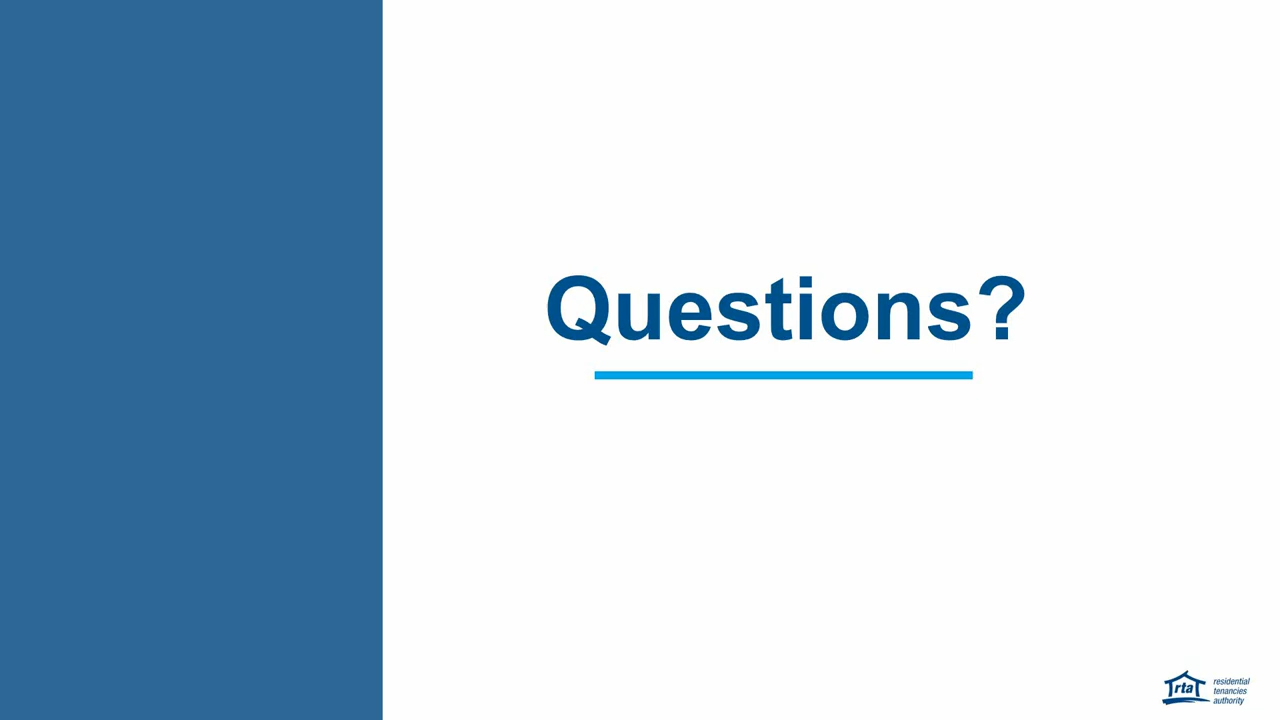 Questions?
rta
residential
tenancies
authority